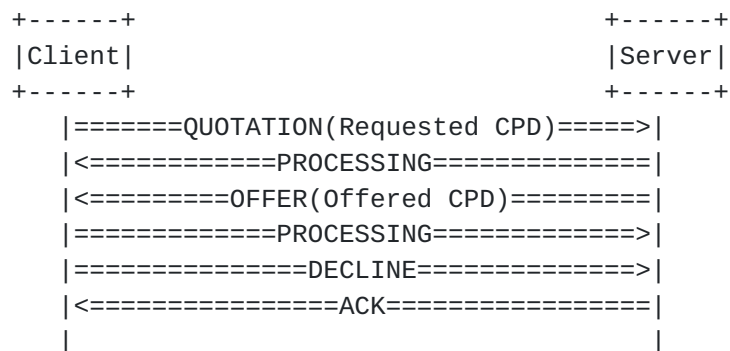 +------+                              +------+
|Client|                              |Server|
+------+                              +------+
   |=======QUOTATION(Requested CPD)=====>|
   |<============PROCESSING==============|
   |<=========OFFER(Offered CPD)=========|
   |=============PROCESSING=============>|
   |===============DECLINE==============>|
   |<================ACK=================|
   |                                     |